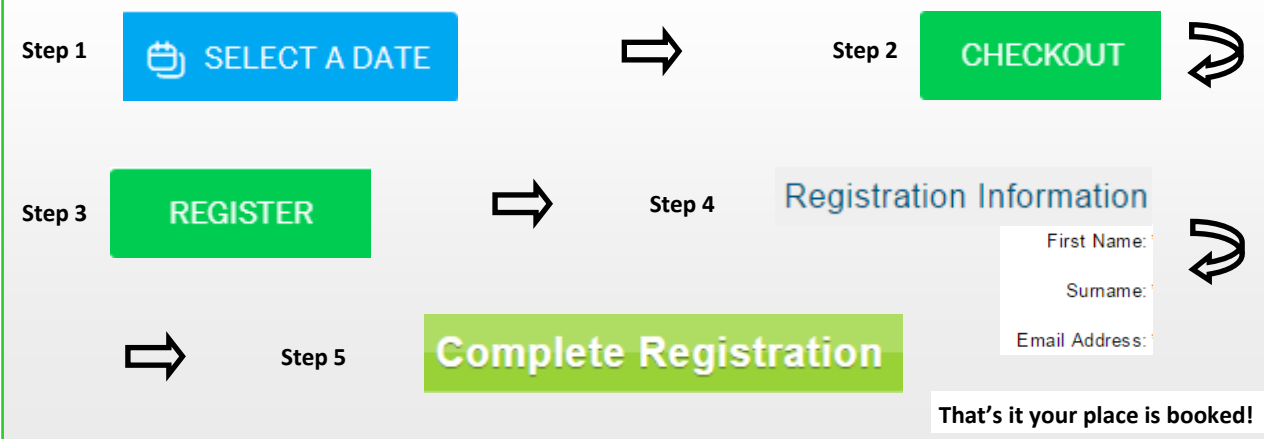 Step 1
SELECT A DATE
Step 2
CHECKOUT
Step 3
REGISTER
Step 4
Registration Information
First Name: *
Surname: *
Email Address: *
Step 5
Complete Registration
That's it your place is booked!